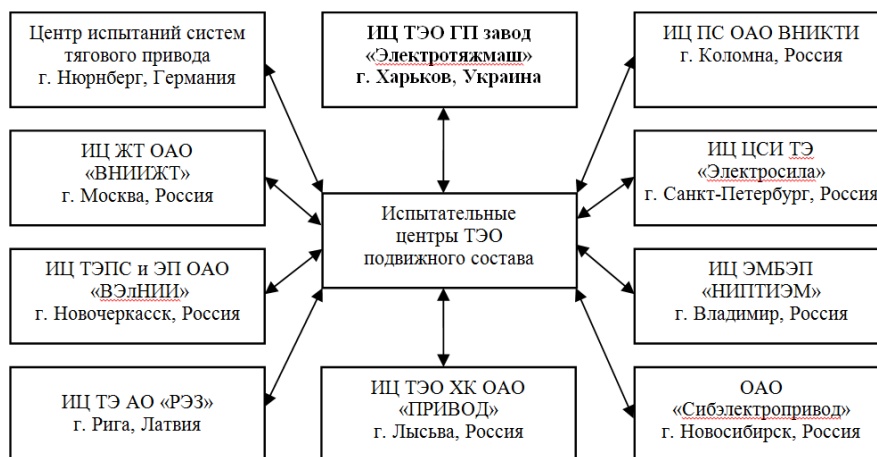 Центр испытаний систем
тягового привода
г. Нюрнберг, Германия
ИЦ ТЭО ГП завод
«Электротяжмаш»
г. Харьков, Украина
ИЦ ПС ОАО ВНИКТИ
г. Коломна, Россия
ИЦ ЖТ ОАО
«ВНИИЖТ»
г. Москва, Россия
ИЦ ЦСИ ТЭ
«Электросила»
г. Санкт-Петербург, Россия
Испытательные
центры ТЭО
подвижного состава
ИЦ ТЭПС и ЭП ОАО
«ВЭлНИИ»
г. Новочеркасск, Россия
ИЦ ЭМБЭП
«НИПТИЭМ»
г. Владимир, Россия
ИЦ ТЭ АО «РЭЗ»
г. Рига, Латвия
ИЦ ТЭО ХК ОАО
«ПРИВОД»
г. Лысьва, Россия
ОАО
«Сибэлектропривод»
г. Новосибирск, Россия